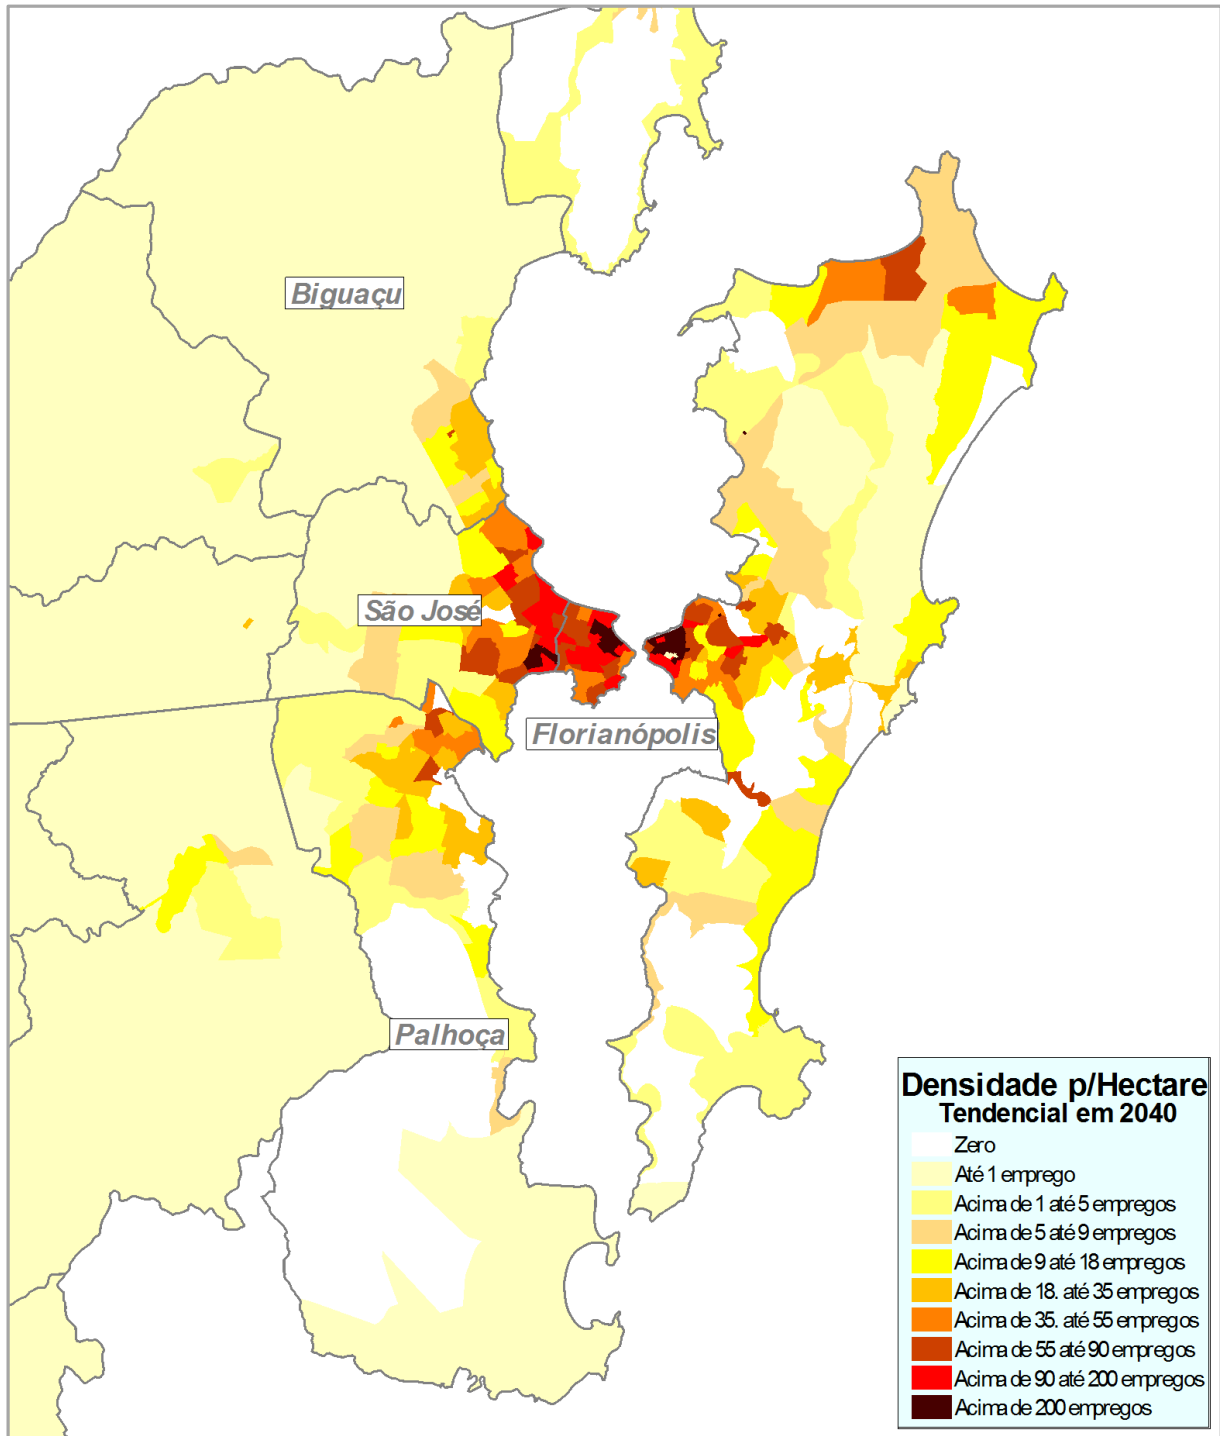 Biguaçu
São José
Florianópolis
Palhoça
Densidade p/Hectare
Tendencial em 2040
Zero
Até 1 emprego
Acima de 1 até 5 empregos
Acima de 5 até 9 empregos
Acima de 9 até 18 empregos
Acima de 18. até 35 empregos
Acima de 35. até 55 empregos
Acima de 55 até 90 empregos
Acima de 90 até 200 empregos
Acima de 200 empregos